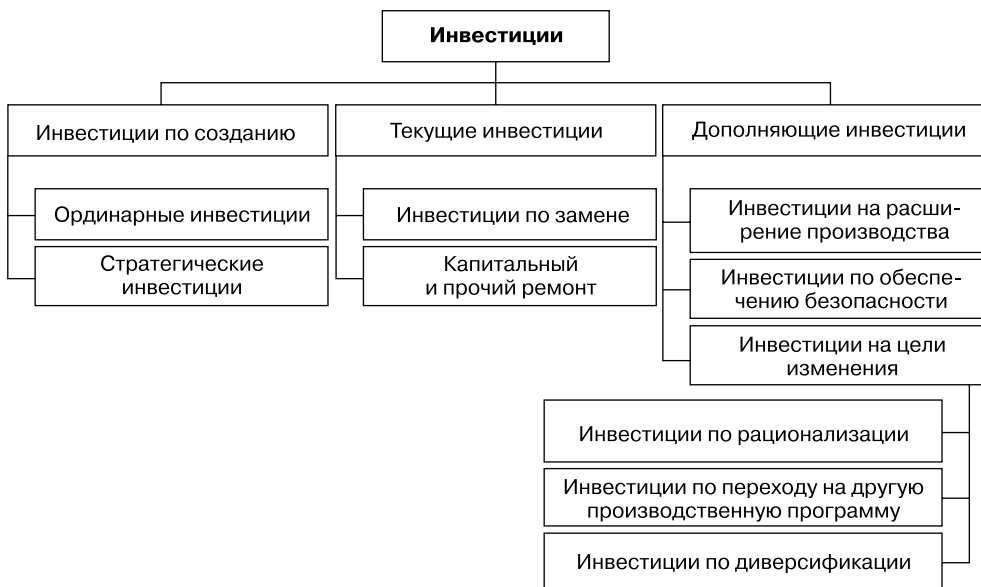 Инвестиции
Инвестиции по созданию
Текущие инвестиции
Дополняющие инвестиции
Ординарные инвестиции
Стратегические
инвестиции
Инвестиции по замене
Капитальный
и прочий ремонт
Инвестиции на расши-
рение производства
Инвестиции по обеспе-
чению безопасности
Инвестиции на цели
изменения
Инвестиции по рационализации
Инвестиции по переходу на другую
производственную программу
Инвестиции по диверсификации